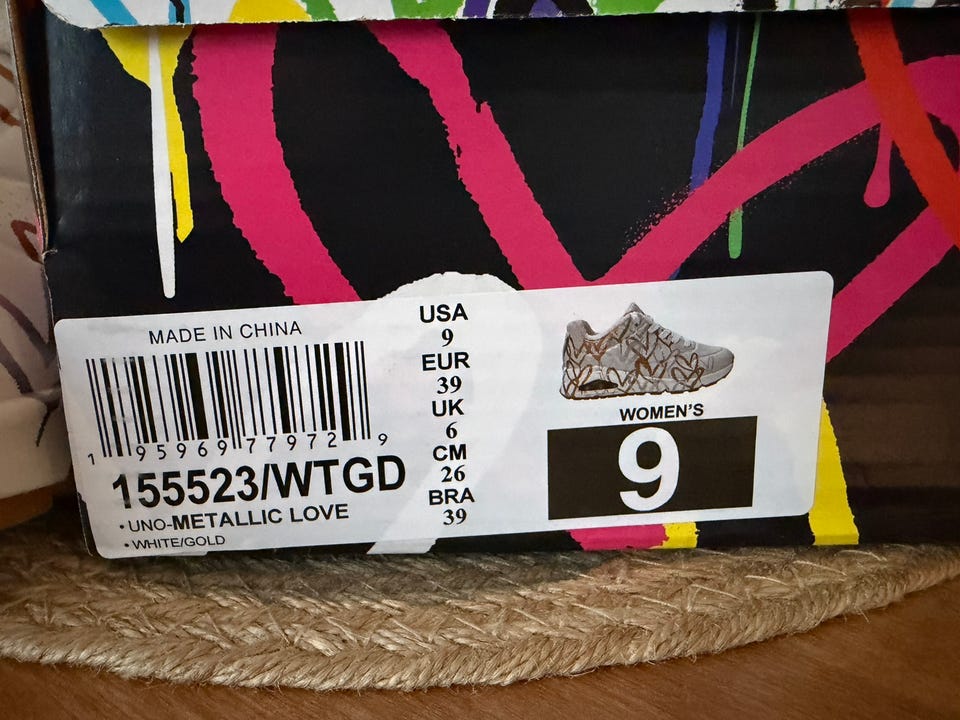 MADE IN CHINA
1 95969 77972 9
155523/WTGD
• UNO-METALLIC LOVE
• WHITE/GOLD
USA
9
EUR
39
UK
6
CM
26
BRA
39
WOMEN'S
9